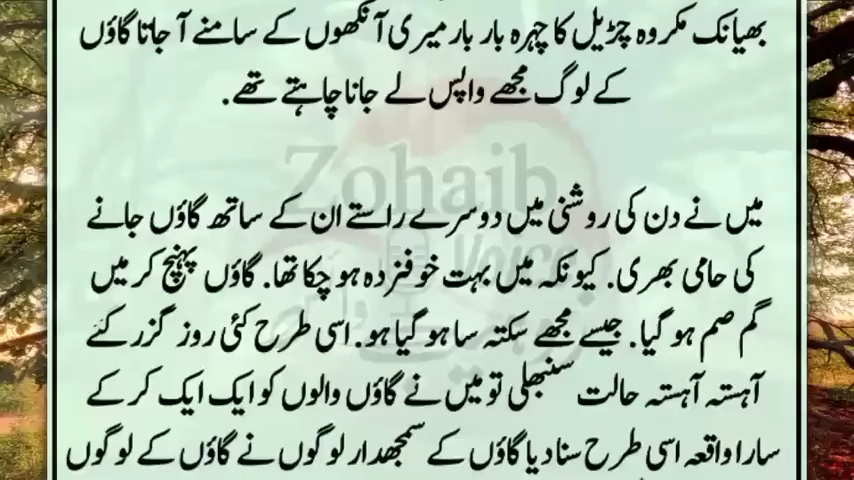 بھیانک مکروہ چڑیل کا چہرہ بار بار میری آنکھوں کے سامنے آ جاتا گاؤں
کے لوگ مجھے واپس لے جانا چاہتے تھے.
Zohaib
Voice
میں نے دن کی روشنی میں دوسرے راستے ان کے ساتھ گاؤں جانے
کی حامی بھری. کیونکہ میں بہت خوفزدہ ہو چکا تھا. گاؤں پہنچ کر میں
گم صم ہو گیا. جیسے مجھے سکتہ سا ہو گیا ہو. اسی طرح کئی روز گزر گئے
آہستہ آہستہ حالت سنبھلی تو میں نے گاؤں والوں کو ایک ایک کر کے
سارا واقعہ اسی طرح سنا دیا گاؤں کے سمجھدار لوگوں نے گاؤں کے لوگوں